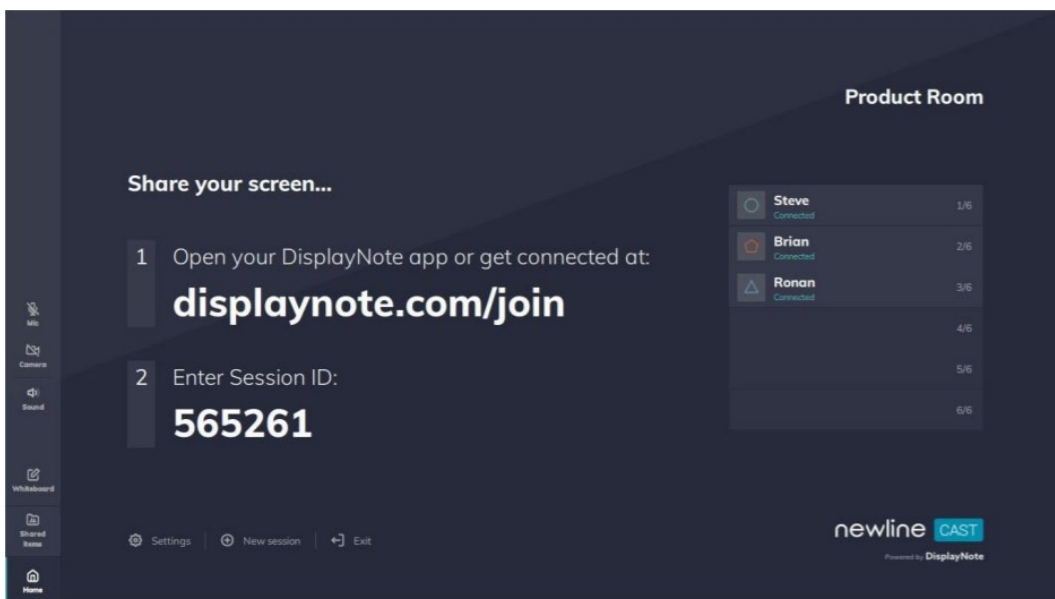 Product Room
Share your screen...
1 Open your DisplayNote app or get connected at:
displaynote.com/join
2 Enter Session ID:
565261
Steve 1/6
Connected
Brian 2/6
Connected
Ronan 3/6
Connected
4/6
5/6
6/6
Mic
Camera
Sound
Whiteboard
Shared
Items
Home
Settings New session Exit
newline CAST
Powered by DisplayNote